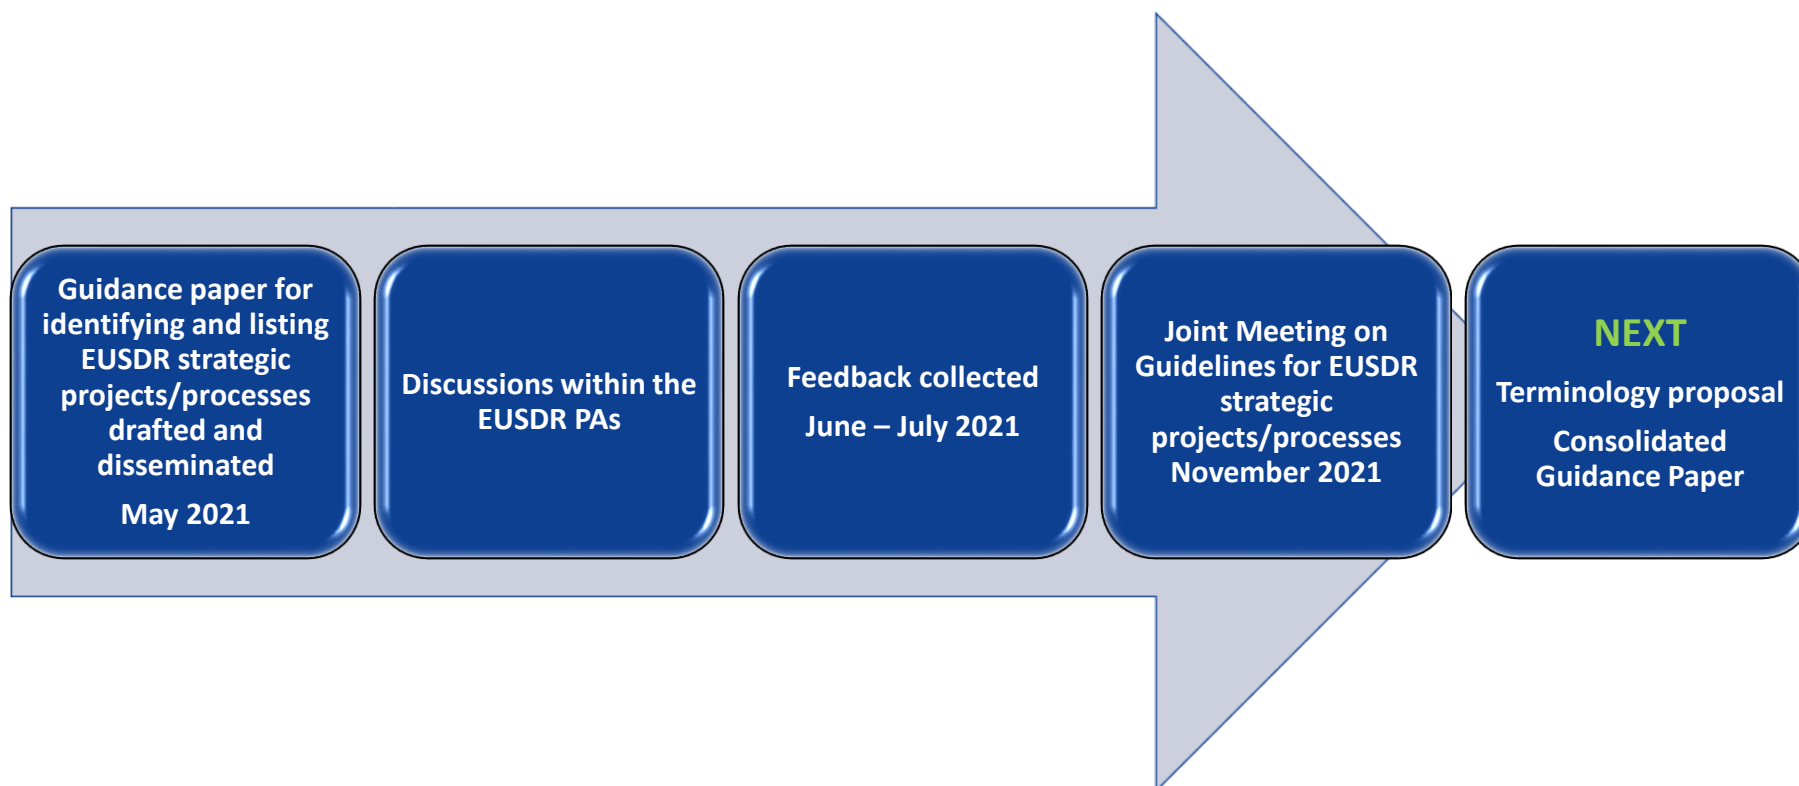 Guidance paper for
identifying and listing
EUSDR strategic
projects/processes
drafted and
disseminated
May 2021
Discussions within the
EUSDR PAs
Feedback collected
June – July 2021
Joint Meeting on
Guidelines for EUSDR
strategic
projects/processes
November 2021
NEXT
Terminology proposal
Consolidated
Guidance Paper